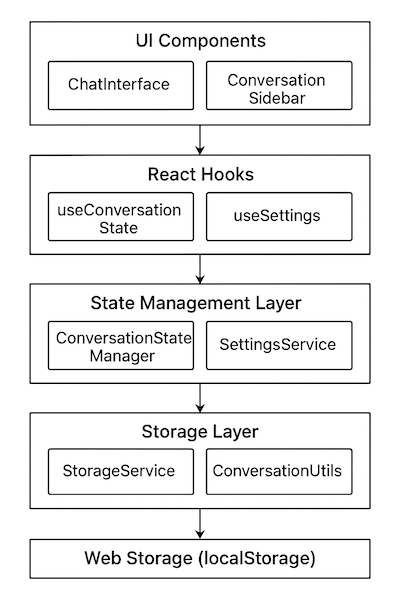 UI Components
ChatInterface
Conversation
Sidebar
React Hooks
useConversation
State
useSettings
State Management Layer
ConversationState
Manager
SettingsService
Storage Layer
StorageService
ConversationUtils
Web Storage (localStorage)